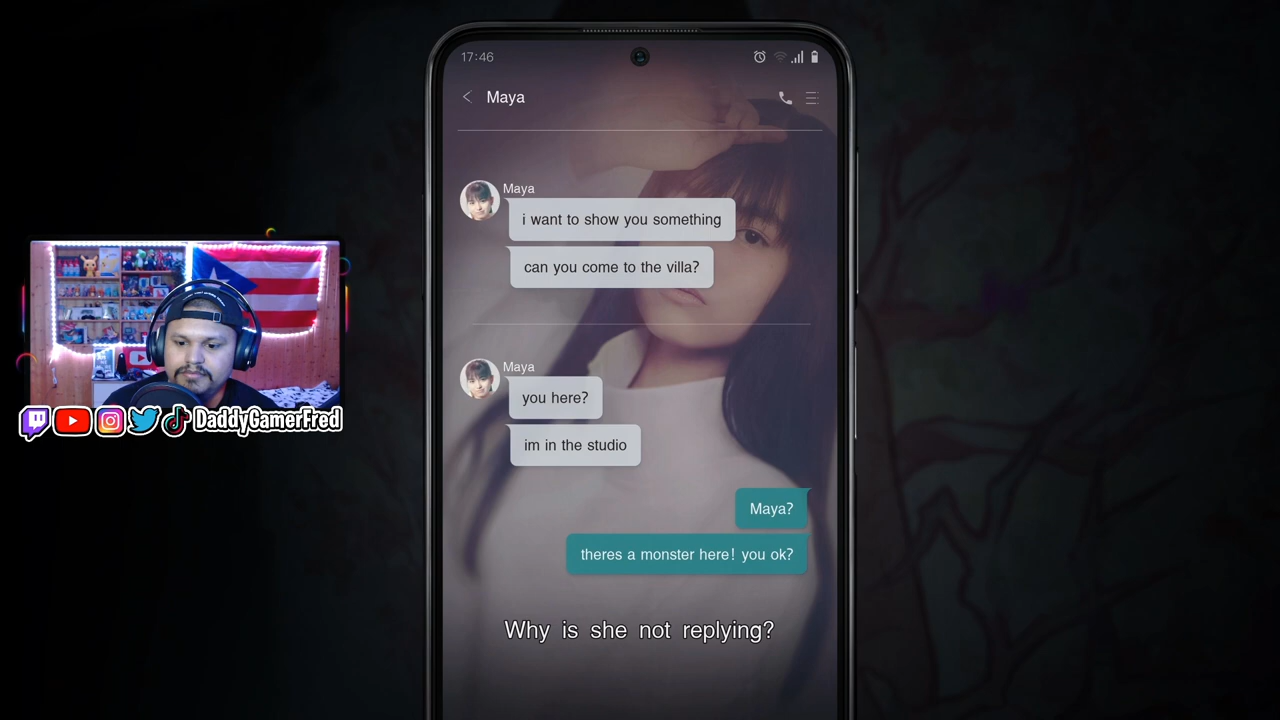 17:46
Maya
Maya
i want to show you something
can you come to the villa?
Maya
you here?
im in the studio
Maya?
theres a monster here! you ok?
Why is she not replying?
DaddyGamerFred